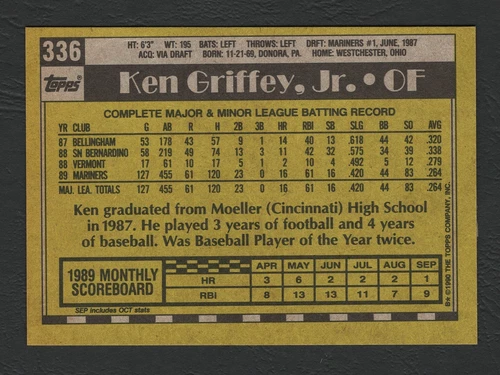 336
HT: 6'3" WT: 195 BATS: LEFT THROWS: LEFT DRFT: MARINERS #1, JUNE, 1987
ACQ: VIA DRAFT BORN: 11-21-69, DONORA, PA. HOME: WESTCHESTER, OHIO
Topps Ken Griffey, Jr. • OF
COMPLETE MAJOR & MINOR LEAGUE BATTING RECORD
YR CLUB G AB R H 2B 3B HR RBI SB SLG BB SO AVG
87 BELLINGHAM 53 178 43 57 9 1 14 40 13 .618 44 42 .320
88 SN BERNARDINO 58 219 49 74 13 3 11 42 32 .575 34 39 .338
88 VERMONT 17 61 10 17 5 1 2 10 4 .492 5 12 .279
89 MARINERS 127 455 61 120 23 0 16 61 16 .420 44 83 .264
MAJ. LEA. TOTALS 127 455 61 120 23 0 16 61 16 .420 44 83 .264
Ken graduated from Moeller (Cincinnati) High School
in 1987. He played 3 years of football and 4 years
of baseball. Was Baseball Player of the Year twice.
1989 MONTHLY SCOREBOARD
APR MAY JUN JUL AUG SEP
HR 3 6 2 2 2 1
RBI 8 13 13 11 7 9
SEP includes OCT stats
B* ©1990 THE TOPPS COMPANY, INC.